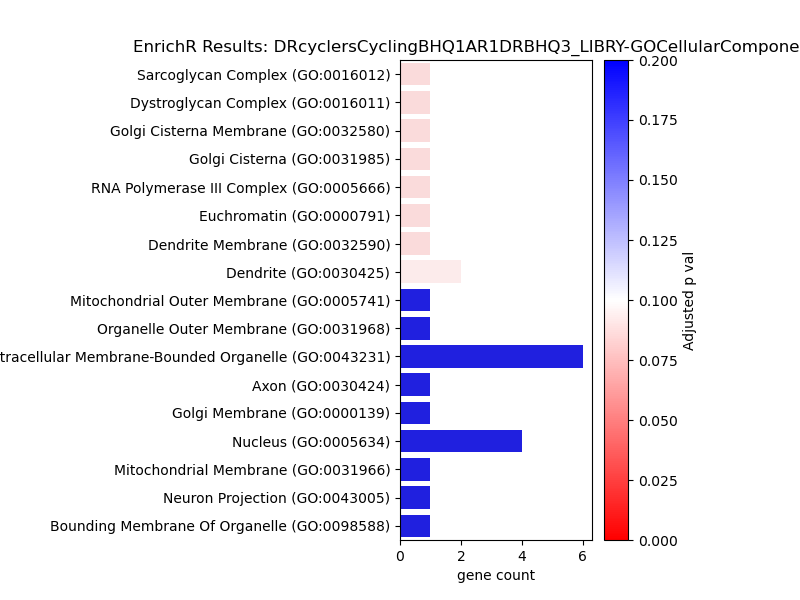 EnrichR Results: DRcyclersCyclingBHQ1AR1DRBHQ3_LIBRY-GOCellularCompone
Sarcoglycan Complex (GO:0016012)
Dystroglycan Complex (GO:0016011)
Golgi Cisterna Membrane (GO:0032580)
Golgi Cisterna (GO:0031985)
RNA Polymerase III Complex (GO:0005666)
Euchromatin (GO:0000791)
Dendrite Membrane (GO:0032590)
Dendrite (GO:0030425)
Mitochondrial Outer Membrane (GO:0005741)
Organelle Outer Membrane (GO:0031968)
tracellular Membrane-Bounded Organelle (GO:0043231)
Axon (GO:0030424)
Golgi Membrane (GO:0000139)
Nucleus (GO:0005634)
Mitochondrial Membrane (GO:0031966)
Neuron Projection (GO:0043005)
Bounding Membrane Of Organelle (GO:0098588)
0 2 4 6
gene count
0.200
0.175
0.150
0.125
0.100
0.075
0.050
0.025
0.000
Adjusted p val